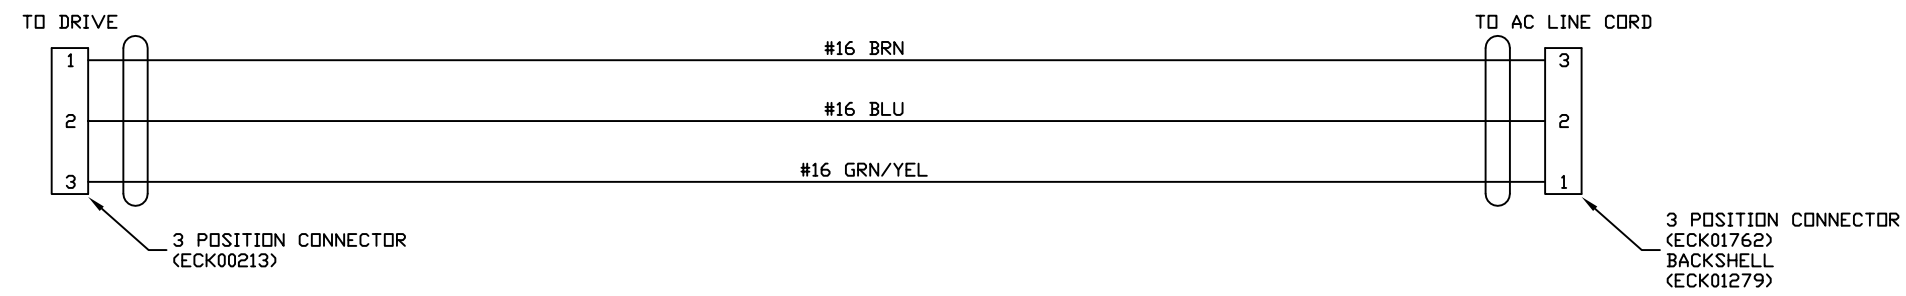 TO DRIVE
TO AC LINE CORD
1
#16 BRN
3
2
#16 BLU
2
3
#16 GRN/YEL
1
3 POSITION CONNECTOR
(ECK00213)
3 POSITION CONNECTOR
(ECK01762)
BACKSHELL
(ECK01279)